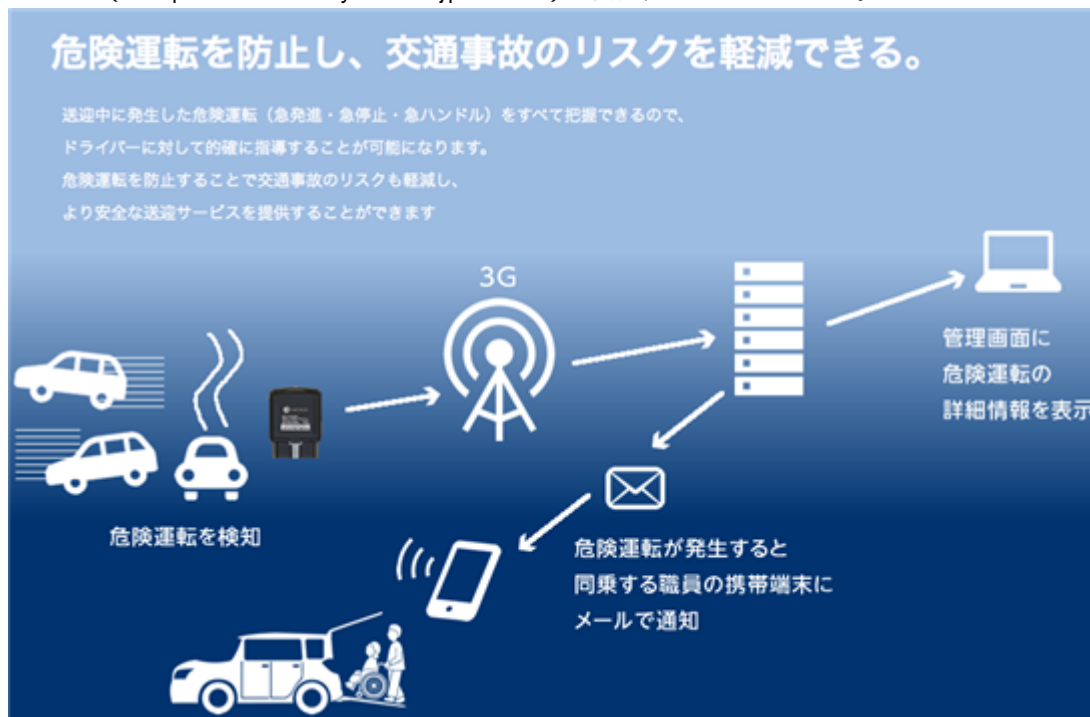 危険運転を防止し、交通事故のリスクを軽減できる。
送迎中に発生した危険運転（急発進・急停止・急ハンドル）をすべて把握できるので、
ドライバーに対して的確に指導することが可能になります。
危険運転を防止することで交通事故のリスクも軽減し、
より安全な送迎サービスを提供することができます
3G
管理画面に
危険運転の
詳細情報を表示
危険運転を検知
危険運転が発生すると
同乗する職員の携帯端末に
メールで通知